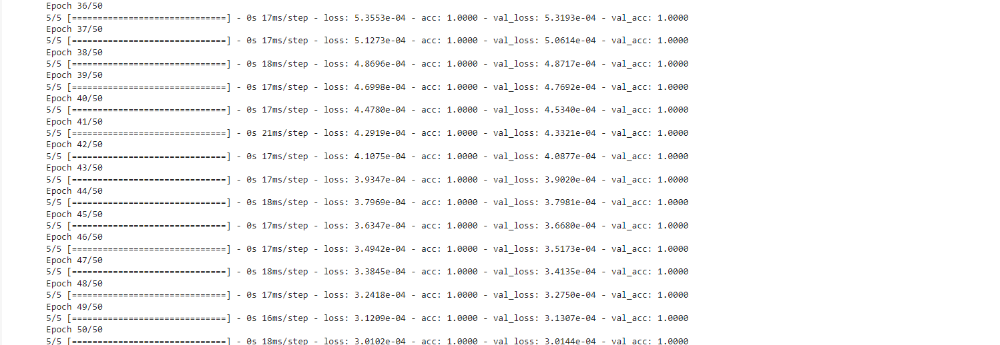 Epoch 36/50
5/5 [==============================] - 0s 17ms/step - loss: 5.3553e-04 - acc: 1.0000 - val_loss: 5.3193e-04 - val_acc: 1.0000
Epoch 37/50
5/5 [==============================] - 0s 17ms/step - loss: 5.1273e-04 - acc: 1.0000 - val_loss: 5.0614e-04 - val_acc: 1.0000
Epoch 38/50
5/5 [==============================] - 0s 18ms/step - loss: 4.8696e-04 - acc: 1.0000 - val_loss: 4.8717e-04 - val_acc: 1.0000
Epoch 39/50
5/5 [==============================] - 0s 17ms/step - loss: 4.6998e-04 - acc: 1.0000 - val_loss: 4.7692e-04 - val_acc: 1.0000
Epoch 40/50
5/5 [==============================] - 0s 17ms/step - loss: 4.4780e-04 - acc: 1.0000 - val_loss: 4.5340e-04 - val_acc: 1.0000
Epoch 41/50
5/5 [==============================] - 0s 21ms/step - loss: 4.2919e-04 - acc: 1.0000 - val_loss: 4.3321e-04 - val_acc: 1.0000
Epoch 42/50
5/5 [==============================] - 0s 17ms/step - loss: 4.1075e-04 - acc: 1.0000 - val_loss: 4.0877e-04 - val_acc: 1.0000
Epoch 43/50
5/5 [==============================] - 0s 17ms/step - loss: 3.9347e-04 - acc: 1.0000 - val_loss: 3.9020e-04 - val_acc: 1.0000
Epoch 44/50
5/5 [==============================] - 0s 18ms/step - loss: 3.7969e-04 - acc: 1.0000 - val_loss: 3.7981e-04 - val_acc: 1.0000
Epoch 45/50
5/5 [==============================] - 0s 17ms/step - loss: 3.6347e-04 - acc: 1.0000 - val_loss: 3.6680e-04 - val_acc: 1.0000
Epoch 46/50
5/5 [==============================] - 0s 17ms/step - loss: 3.4942e-04 - acc: 1.0000 - val_loss: 3.5173e-04 - val_acc: 1.0000
Epoch 47/50
5/5 [==============================] - 0s 18ms/step - loss: 3.3845e-04 - acc: 1.0000 - val_loss: 3.4135e-04 - val_acc: 1.0000
Epoch 48/50
5/5 [==============================] - 0s 17ms/step - loss: 3.2418e-04 - acc: 1.0000 - val_loss: 3.2750e-04 - val_acc: 1.0000
Epoch 49/50
5/5 [==============================] - 0s 16ms/step - loss: 3.1209e-04 - acc: 1.0000 - val_loss: 3.1307e-04 - val_acc: 1.0000
Epoch 50/50
5/5 [==============================] - 0s 18ms/step - loss: 3.0102e-04 - acc: 1.0000 - val_loss: 3.0144e-04 - val_acc: 1.0000